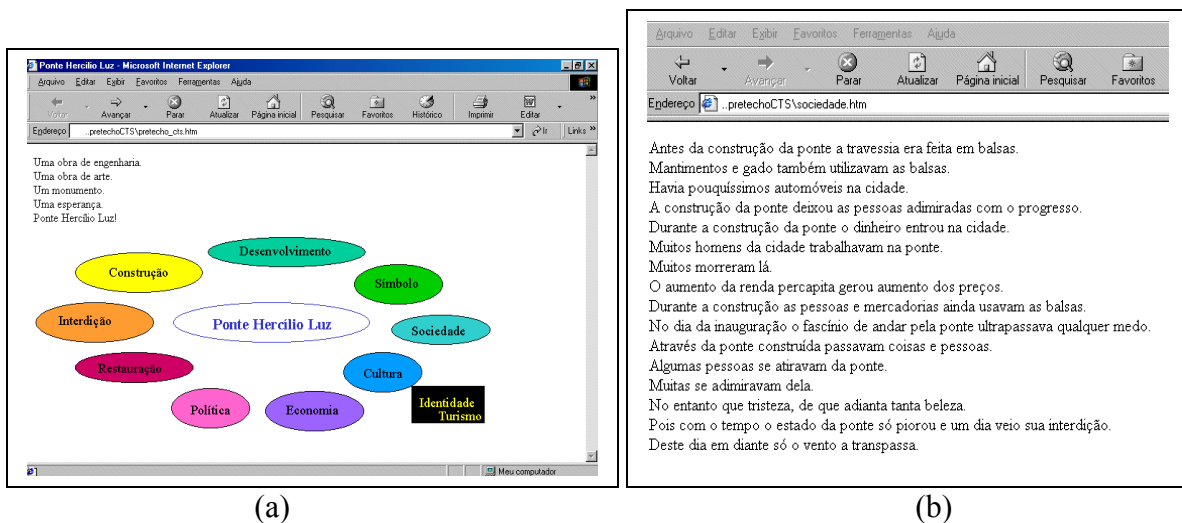 Ponte Hercílio Luz - Microsoft Internet Explorer
Arquivo Editar Exibir Favoritos Ferramentas Ajuda
Voltar Avançar Parar Atualizar Página inicial Pesquisar Favoritos Histórico Imprimir Editar »
Endereço ..pretechoCTS\pretecho_cts.htm Ir Links »
Uma obra de engenharia.
Uma obra de arte.
Um monumento.
Uma esperança.
Ponte Hercílio Luz!
Desenvolvimento
Construção
Símbolo
Interdição
Ponte Hercílio Luz
Sociedade
Restauração
Cultura
Identidade
Turismo
Política
Economia
Meu computador
(a)
Arquivo Editar Exibir Favoritos Ferramentas Ajuda
Voltar Avançar Parar Atualizar Página inicial Pesquisar Favoritos
Endereço ..pretechoCTS\sociedade.htm
Antes da construção da ponte a travessia era feita em balsas.
Mantimentos e gado também utilizavam as balsas.
Havia pouquíssimos automóveis na cidade.
A construção da ponte deixou as pessoas adimiradas com o progresso.
Durante a construção da ponte o dinheiro entrou na cidade.
Muitos homens da cidade trabalhavam na ponte.
Muitos morreram lá.
O aumento da renda percapita gerou aumento dos preços.
Durante a construção as pessoas e mercadorias ainda usavam as balsas.
No dia da inauguração o fascínio de andar pela ponte ultrapassava qualquer medo.
Através da ponte construída passavam coisas e pessoas.
Algumas pessoas se atiravam da ponte.
Muitas se adimiravam dela.
No entanto que tristeza, de que adianta tanta beleza.
Pois com o tempo o estado da ponte só piorou e um dia veio sua interdição.
Deste dia em diante só o vento a transpassa.
(b)